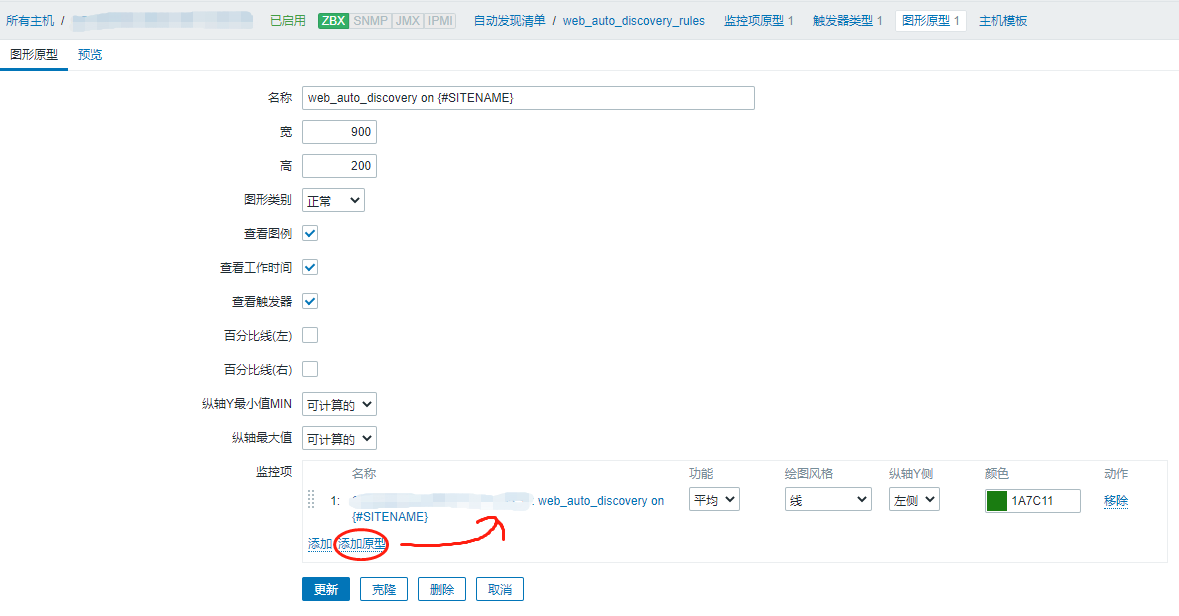 所有主机 / 已启用 ZBX SNMP JMX IPMI 自动发现清单 / web_auto_discovery_rules 监控项原型 1 触发器类型 1 图形原型 1 主机模板
图形原型 预览
名称 web_auto_discovery on {#SITENAME}
宽 900
高 200
图形类别 正常
查看图例
查看工作时间
查看触发器
百分比线(左)
百分比线(右)
纵轴Y最小值MIN 可计算的
纵轴最大值 可计算的
监控项 名称 功能 绘图风格 纵轴Y侧 颜色 动作
1: : web_auto_discovery on 平均 线 左侧 1A7C11 移除
{#SITENAME}
添加 添加原型
更新 克隆 删除 取消